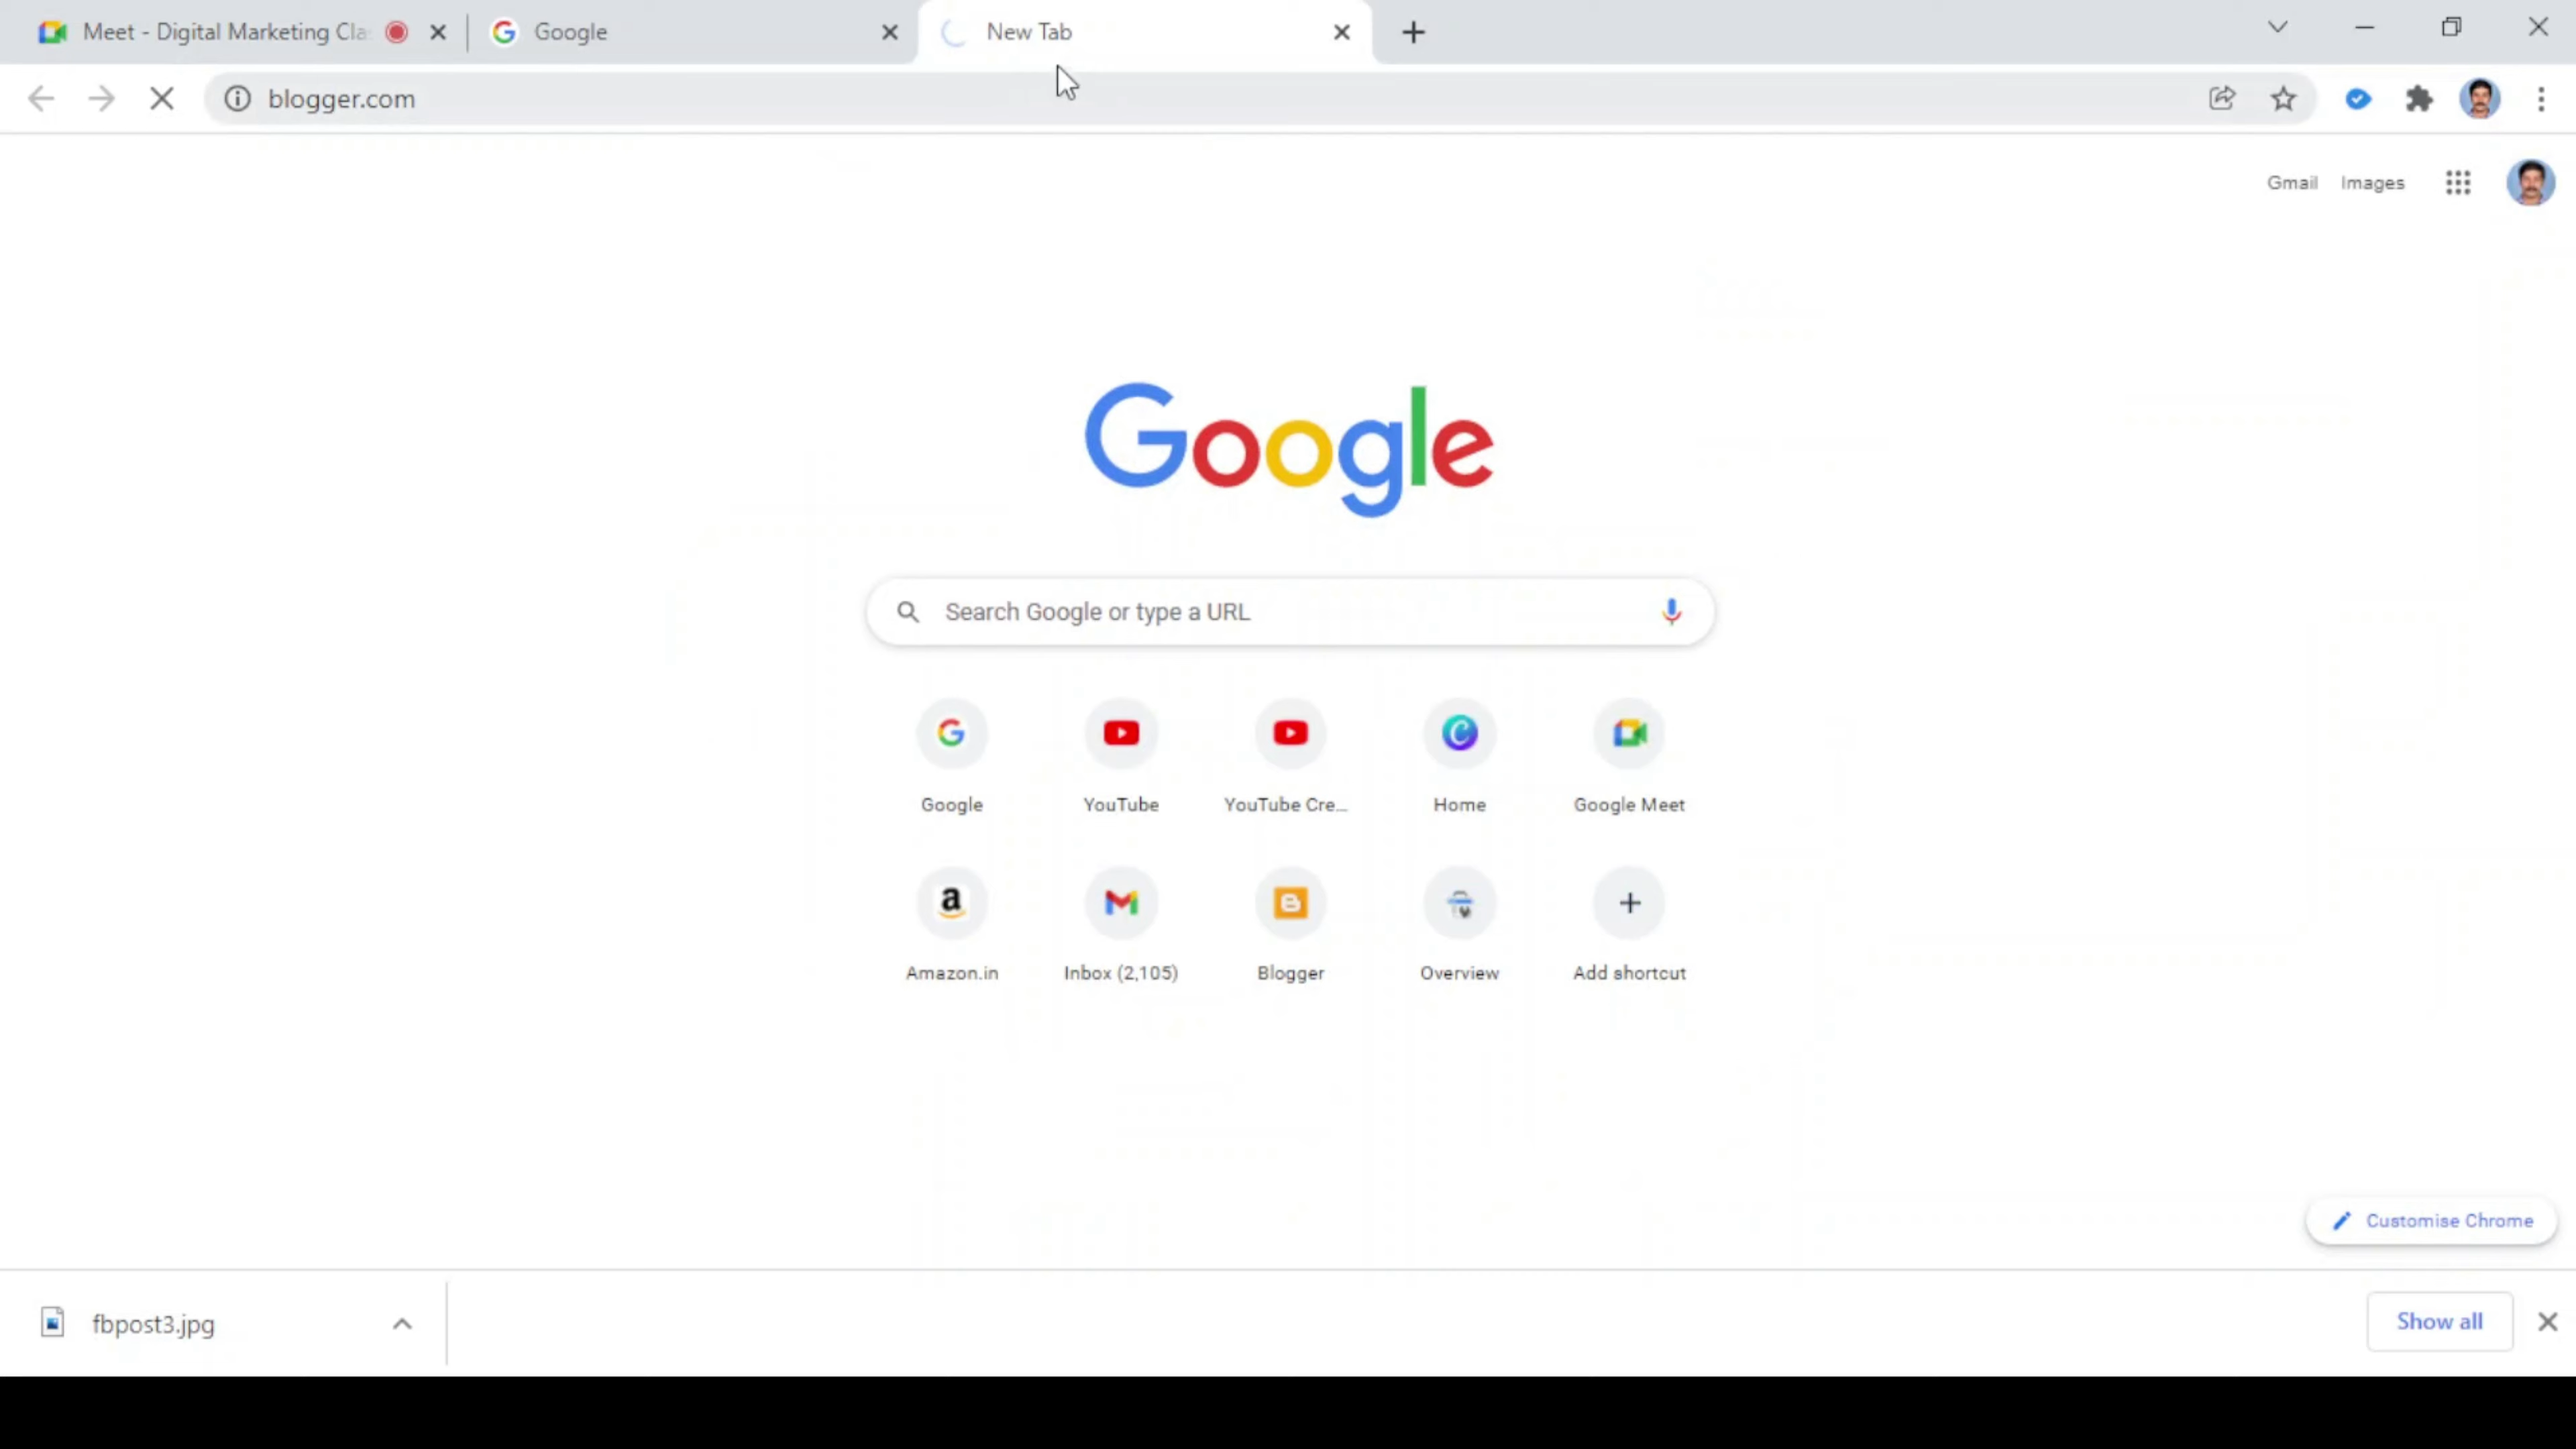 Meet - Digital Marketing Cla
Google
New Tab
blogger.com
Gmail
Images
Google
Search Google or type a URL
Google
YouTube
YouTube Cre...
Home
Google Meet
Amazon.in
Inbox (2,105)
Blogger
Overview
Add shortcut
Customise Chrome
fbpost3.jpg
Show all